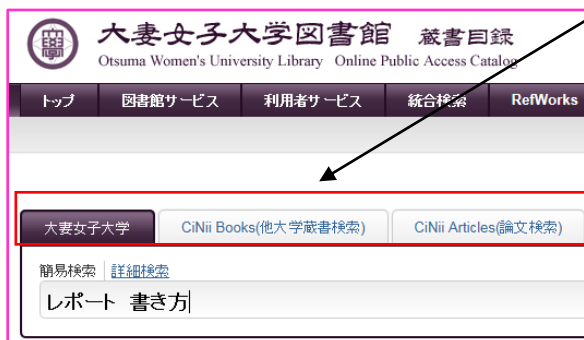 大妻女子大学図書館 蔵書目録
Otsuma Women's University Library Online Public Access Catalog
トップ 図書館サービス 利用者サービス 統合検索 RefWorks
大妻女子大学 CiNii Books(他大学蔵書検索) CiNii Articles(論文検索)
簡易検索 詳細検索
レポート 書き方